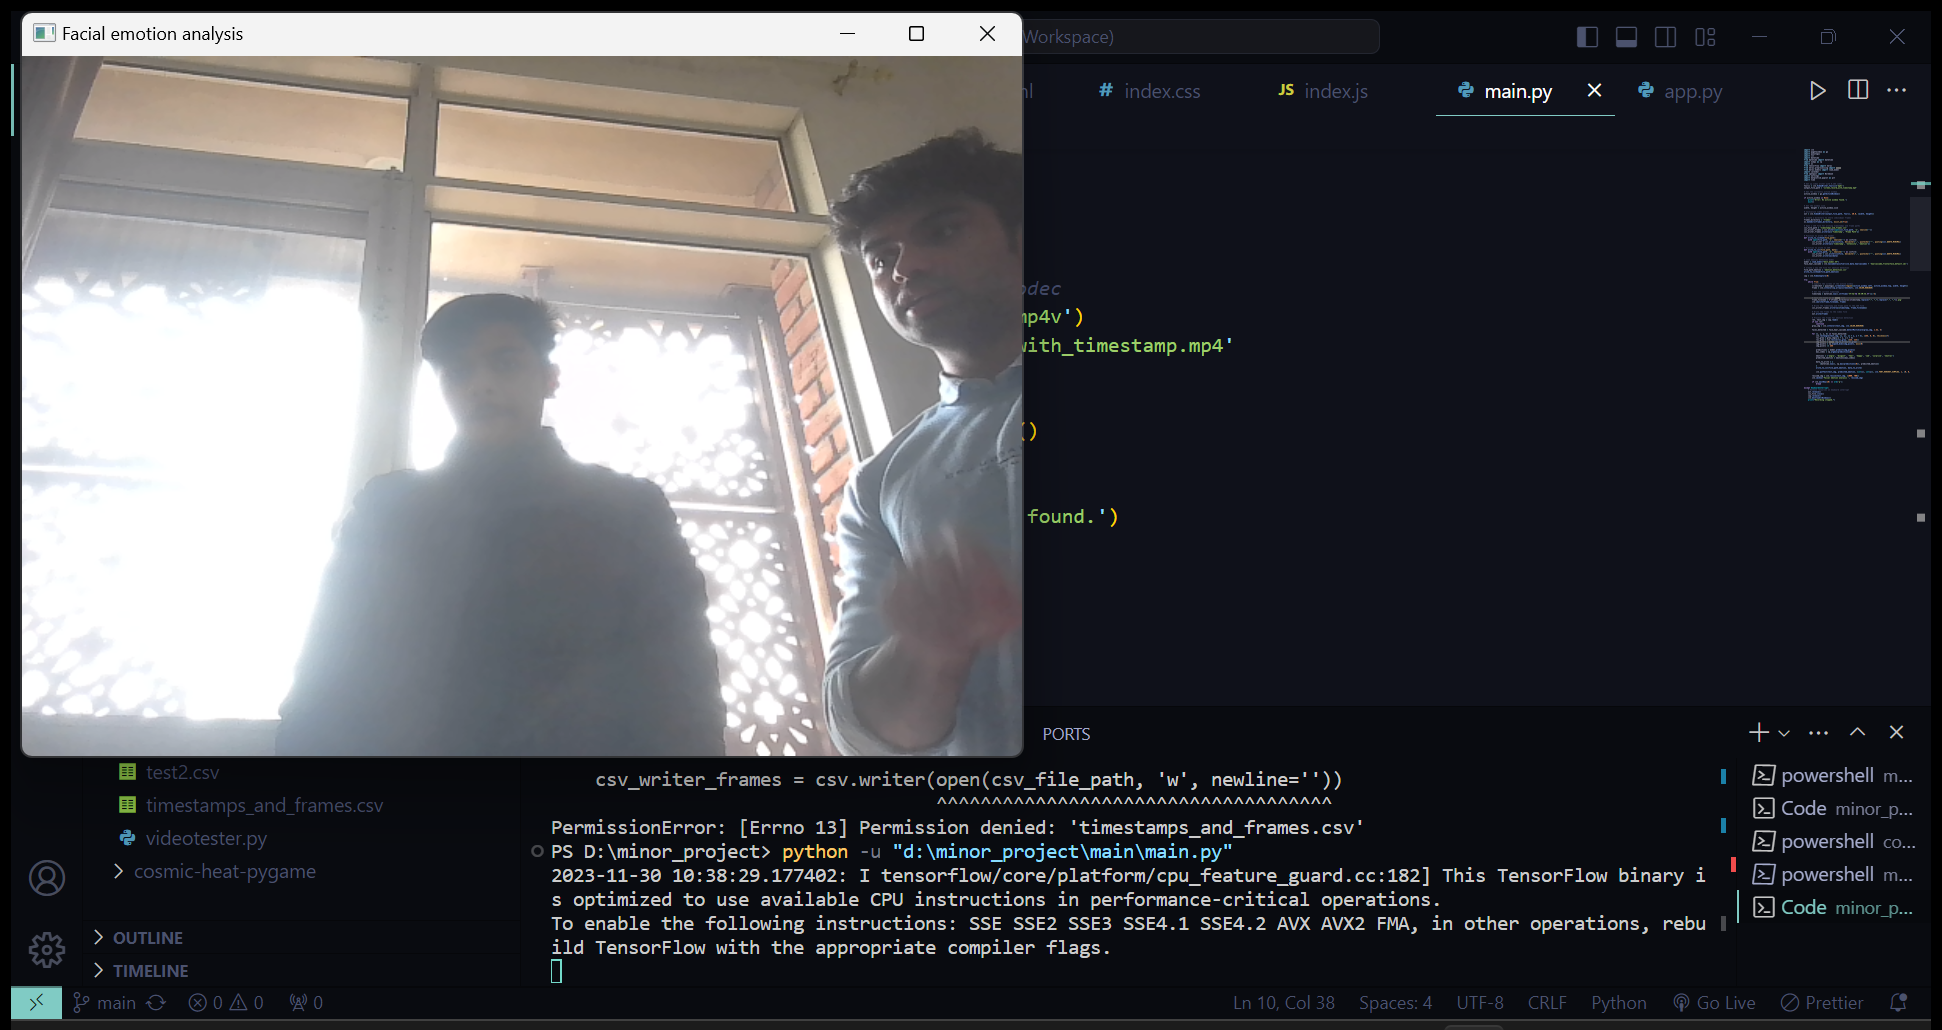 Facial emotion analysis
Workspace)
index.css
JS index.js
main.py
app.py
mp4v')
with_timestamp.mp4'
()
found.')
PORTS
test2.csv
timestamps_and_frames.csv
videotester.py
cosmic-heat-pygame
OUTLINE
TIMELINE
csv_writer_frames = csv.writer(open(csv_file_path, 'w', newline=''))
^^^^^^^^^^^^^^^^^^^^^^^^^^^^^^^^^
PermissionError: [Errno 13] Permission denied: 'timestamps_and_frames.csv'
PS D:\minor_project> python -u "d:\minor_project\main\main.py"
2023-11-30 10:38:29.177402: I tensorflow/core/platform/cpu_feature_guard.cc:182] This TensorFlow binary i
s optimized to use available CPU instructions in performance-critical operations.
To enable the following instructions: SSE SSE2 SSE3 SSE4.1 SSE4.2 AVX AVX2 FMA, in other operations, rebu
ild TensorFlow with the appropriate compiler flags.
powershell m...
Code minor_p...
powershell co...
powershell m...
Code minor_p...
main 0 0 0
Ln 10, Col 38 Spaces: 4 UTF-8 CRLF Python Go Live Prettier